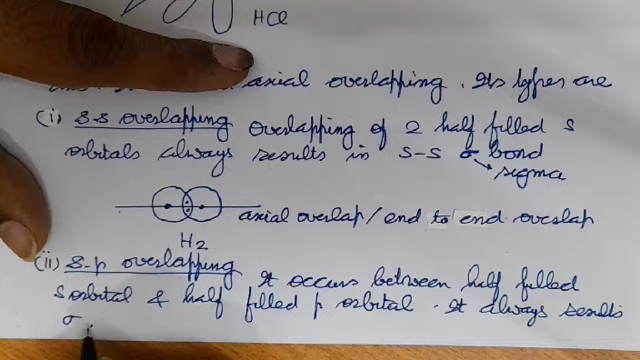 HCl
axial overlapping. Its types are
(i) s-s overlapping overlapping of 2 half filled s
orbitals always results in s-s σ bond
sigma
axial overlap/end to end overlap
H2
(ii) s-p overlapping It occurs between half filled
s orbital & half filled p orbital. It always results
σ